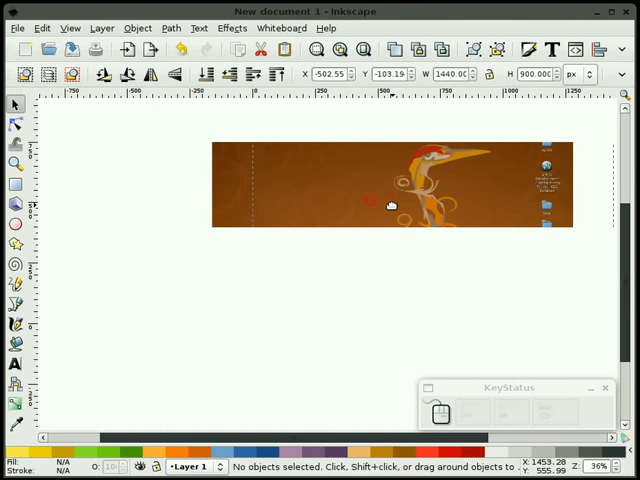 New document 1 - Inkscape
File Edit View Layer Object Path Text Effects Whiteboard Help
X -502.55 Y -103.19 W 1440.00 H 900.000 px
-750 -500 -250 0 250 500 750 1000 1250
KeyStatus
Fill: N/A
Stroke: N/A
O:
•Layer 1
No objects selected. Click, Shift+click, or drag around objects to
X: 1453.28
Y: 555.99
Z: 36%